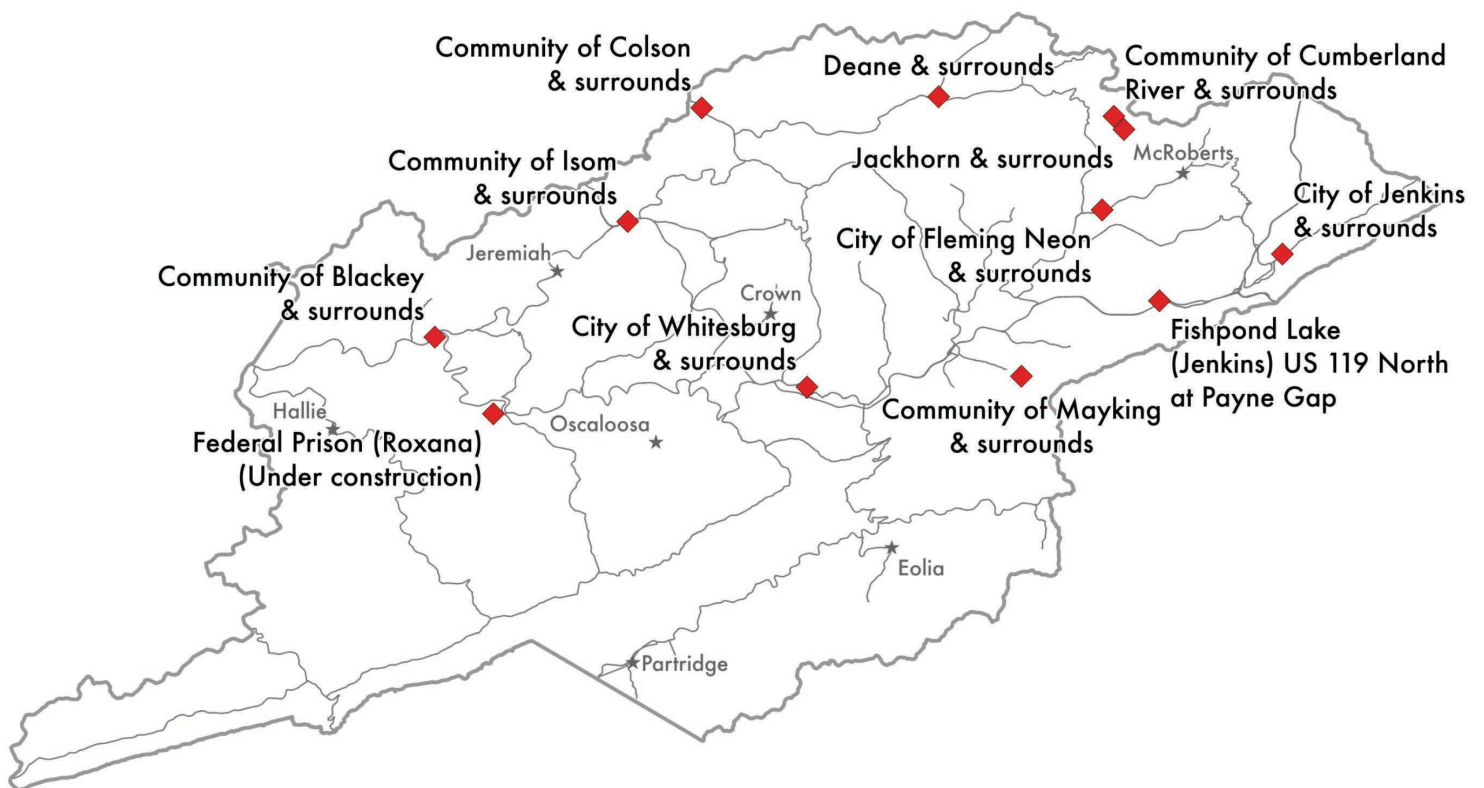 Community of Colson
& surrounds
Deane & surrounds
Community of Cumberland
River & surrounds
Community of Isom
& surrounds
Jackhorn & surrounds
McRoberts
City of Jenkins
& surrounds
Jeremiah
City of Fleming Neon
& surrounds
Community of Blackey
& surrounds
Crown
City of Whitesburg
& surrounds
Fishpond Lake
(Jenkins) US 119 North
at Payne Gap
Hallie
Federal Prison (Roxana)
(Under construction)
Oscaloosa
Community of Mayking
& surrounds
Eolia
Partridge